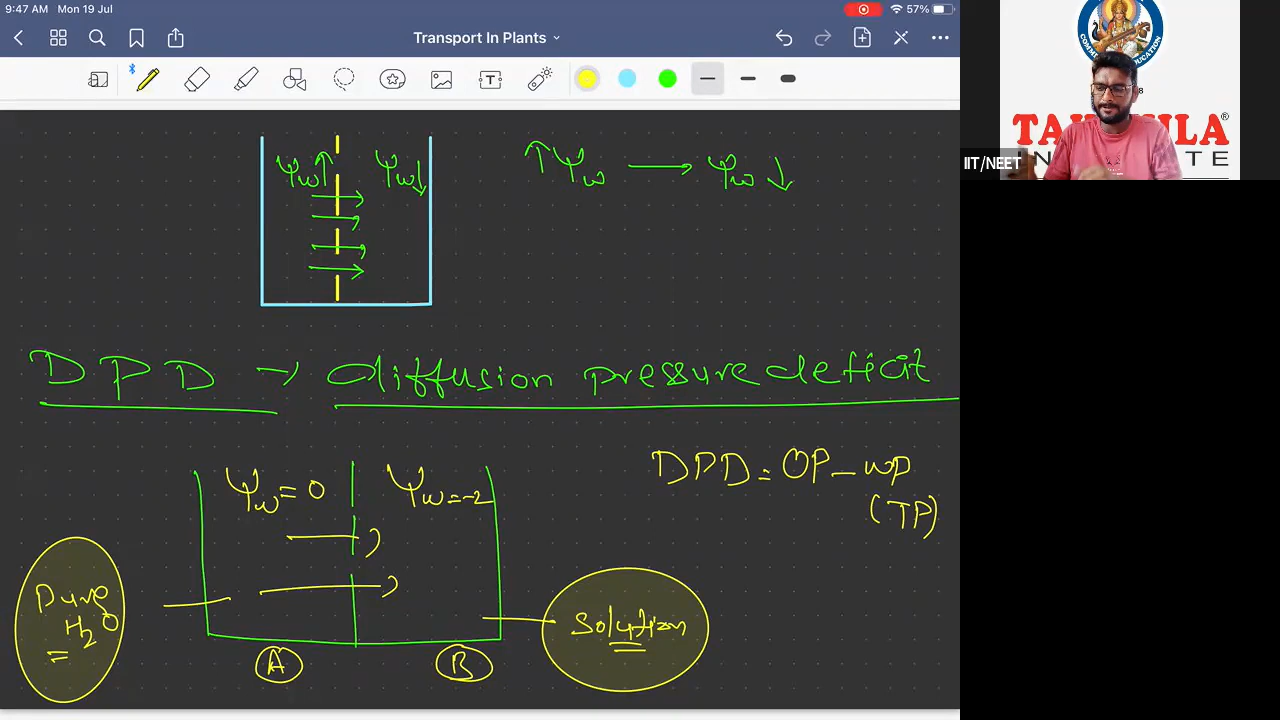 9:47 AM Mon 19 Jul
57%
Transport In Plants
T
Ψw↑ Ψw↓
↑Ψw → Ψw↓
DPD → diffusion pressure deficit
Ψw = 0 Ψw = -2
DPD = OP - WP
(TP)
Pure
H2O
Solution
A B
IIT/NEET